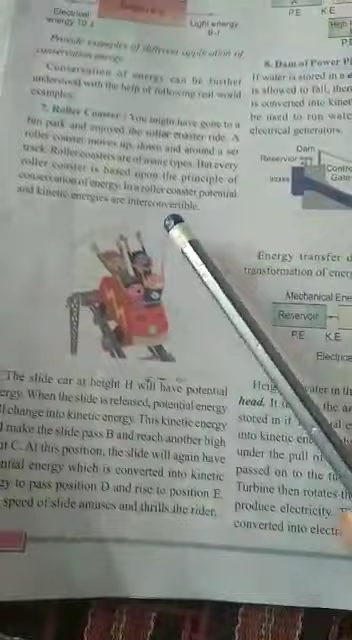 Electrical
energy 70 J
Light energy
9 J
P.E
K.E
High
P.E
Provide examples of different application of
conservation energy.
Conservation of energy can be further
understood with the help of following real world
examples.
7. Roller Coaster: You might have gone to a
fun park and enjoyed the roller coaster ride. A
roller coaster moves up, down and around a set
track. Roller coasters are of many types. But every
roller coaster is based upon the principle of
conservation of energy. In a roller coaster potential
and kinetic energies are interconvertible.
The slide car at height H will have potential
ergy. When the slide is released, potential energy
change into kinetic energy. This kinetic energy
make the slide pass B and reach another high
nt C. At this position, the slide will again have
ntial energy which is converted into kinetic
gy to pass position D and rise to position E.
speed of slide amuses and thrills the rider.
8. Dam of Power Pl
If water is stored in a
is allowed to fall, then
is converted into kinet
be used to run wate
electrical generators.
Dam
Reservoir
Contro
Gate
Energy transfer d
transformation of energ
Mechanical Ene
Reservoir
P.E
K.E
Electrica
ater in th
head. It
the a
stored in
into kinetic en
under the pull o
passed on to the tu
Turbine then rotates th
produce electricity.
converted into electr